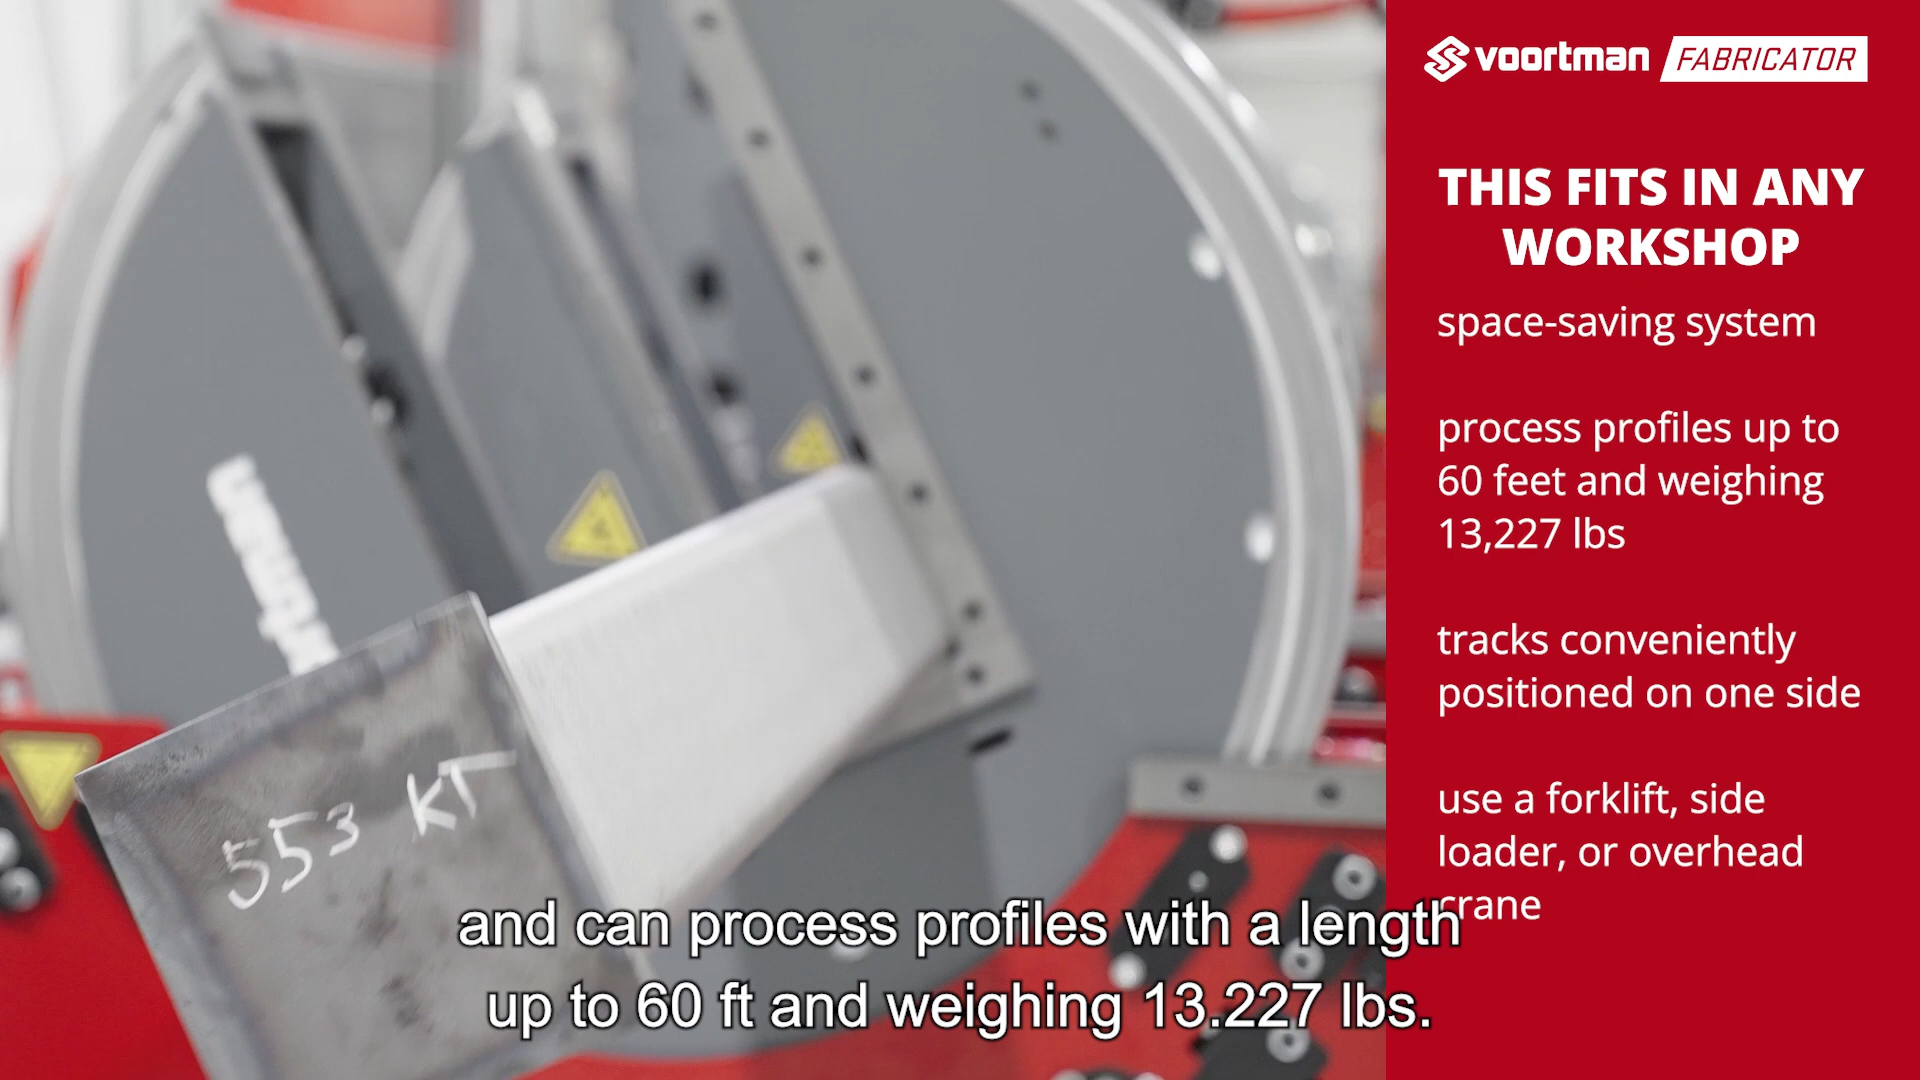 voortman FABRICATOR
THIS FITS IN ANY
WORKSHOP
space-saving system
process profiles up to
60 feet and weighing
13,227 lbs
tracks conveniently
positioned on one side
use a forklift, side
loader, or overhead
crane
553 KT
and can process profiles with a length
up to 60 ft and weighing 13.227 lbs.